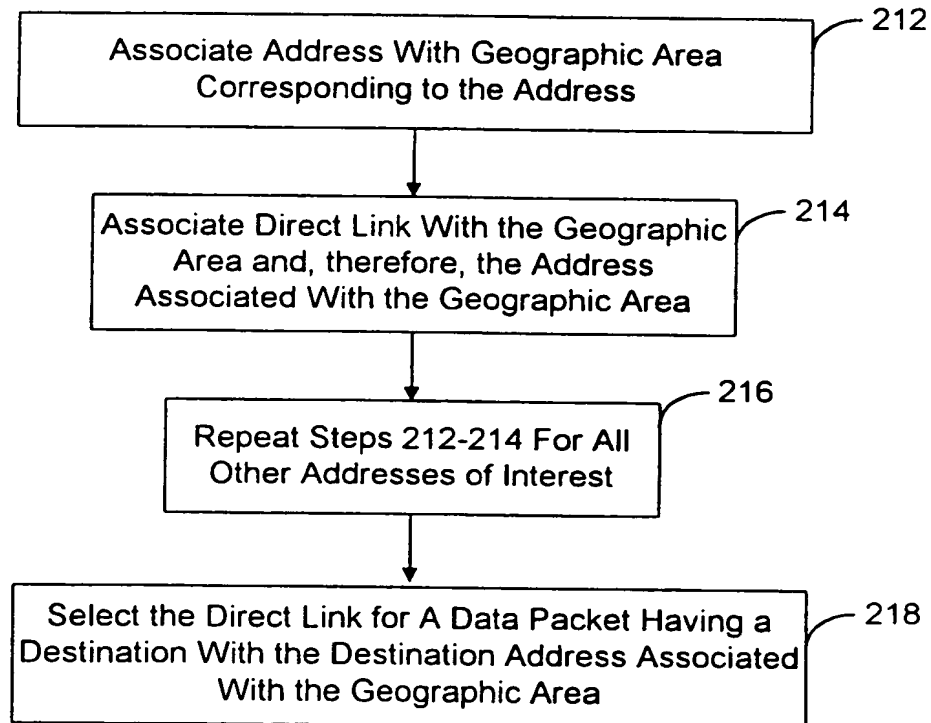 212
Associate Address With Geographic Area
Corresponding to the Address
214
Associate Direct Link With the Geographic
Area and, therefore, the Address
Associated With the Geographic Area
216
Repeat Steps 212-214 For All
Other Addresses of Interest
218
Select the Direct Link for A Data Packet Having a
Destination With the Destination Address Associated
With the Geographic Area